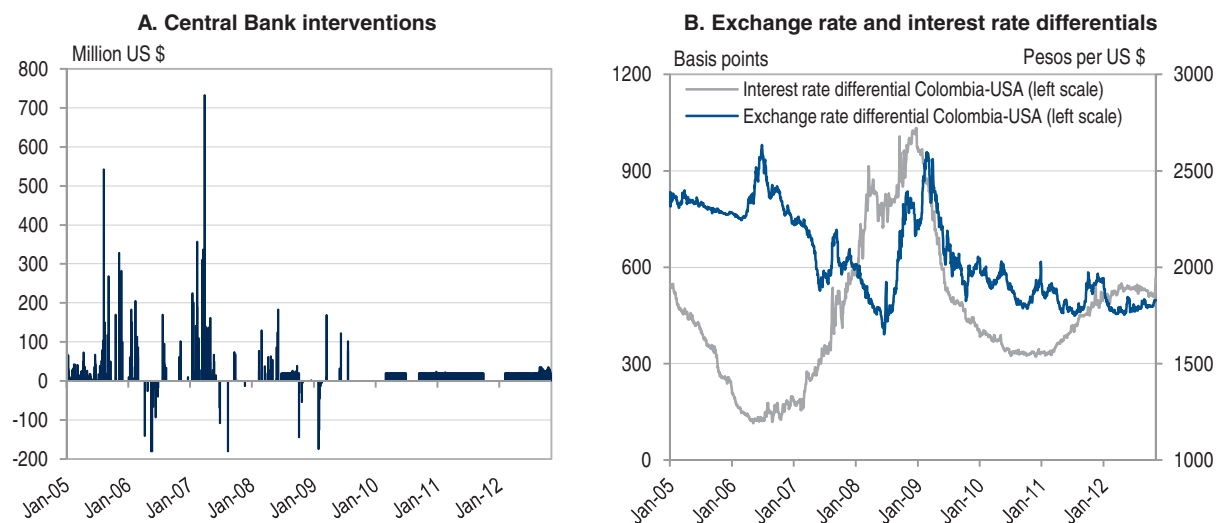 A. Central Bank interventions
Million US $
800
700
600
500
400
300
200
100
0
-100
-200
Jan-05
Jan-06
Jan-07
Jan-08
Jan-09
Jan-10
Jan-11
Jan-12
B. Exchange rate and interest rate differentials
Basis points
Pesos per US $
Interest rate differential Colombia-USA (left scale)
Exchange rate differential Colombia-USA (left scale)
1200
900
600
300
0
3000
2500
2000
1500
1000
Jan-05
Jan-06
Jan-07
Jan-08
Jan-09
Jan-10
Jan-11
Jan-12